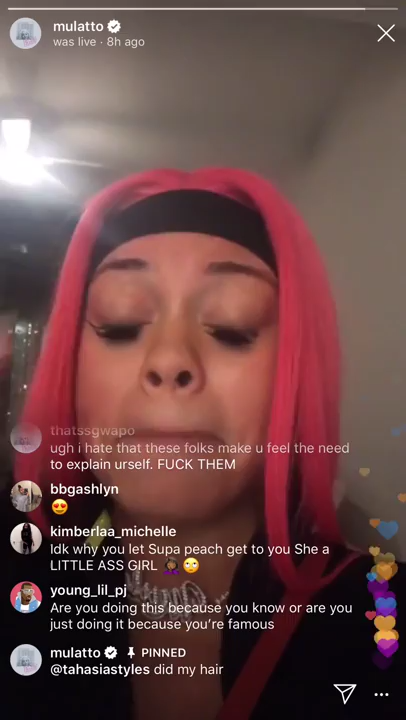 mulatto
was live · 8h ago
thatssgwapo
ugh i hate that these folks make u feel the need
to explain urself. FUCK THEM
bbgashlyn
😍
kimberlaa_michelle
Idk why you let Supa peach get to you She a
LITTLE ASS GIRL 🤦🏾‍♀️🙄
young_lil_pj
Are you doing this because you know or are you
just doing it because you're famous
mulatto PINNED
@tahasiastyles did my hair